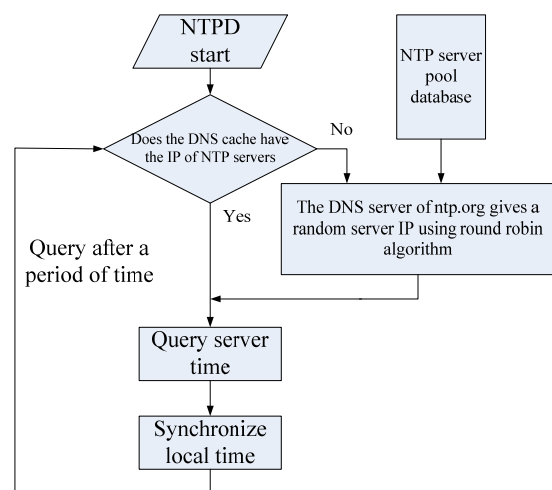 NTPD
start
NTP server
pool
database
Does the DNS cache have
the IP of NTP servers
No
Yes
The DNS server of ntp.org gives a
random server IP using round robin
algorithm
Query after a
period of time
Query server
time
Synchronize
local time